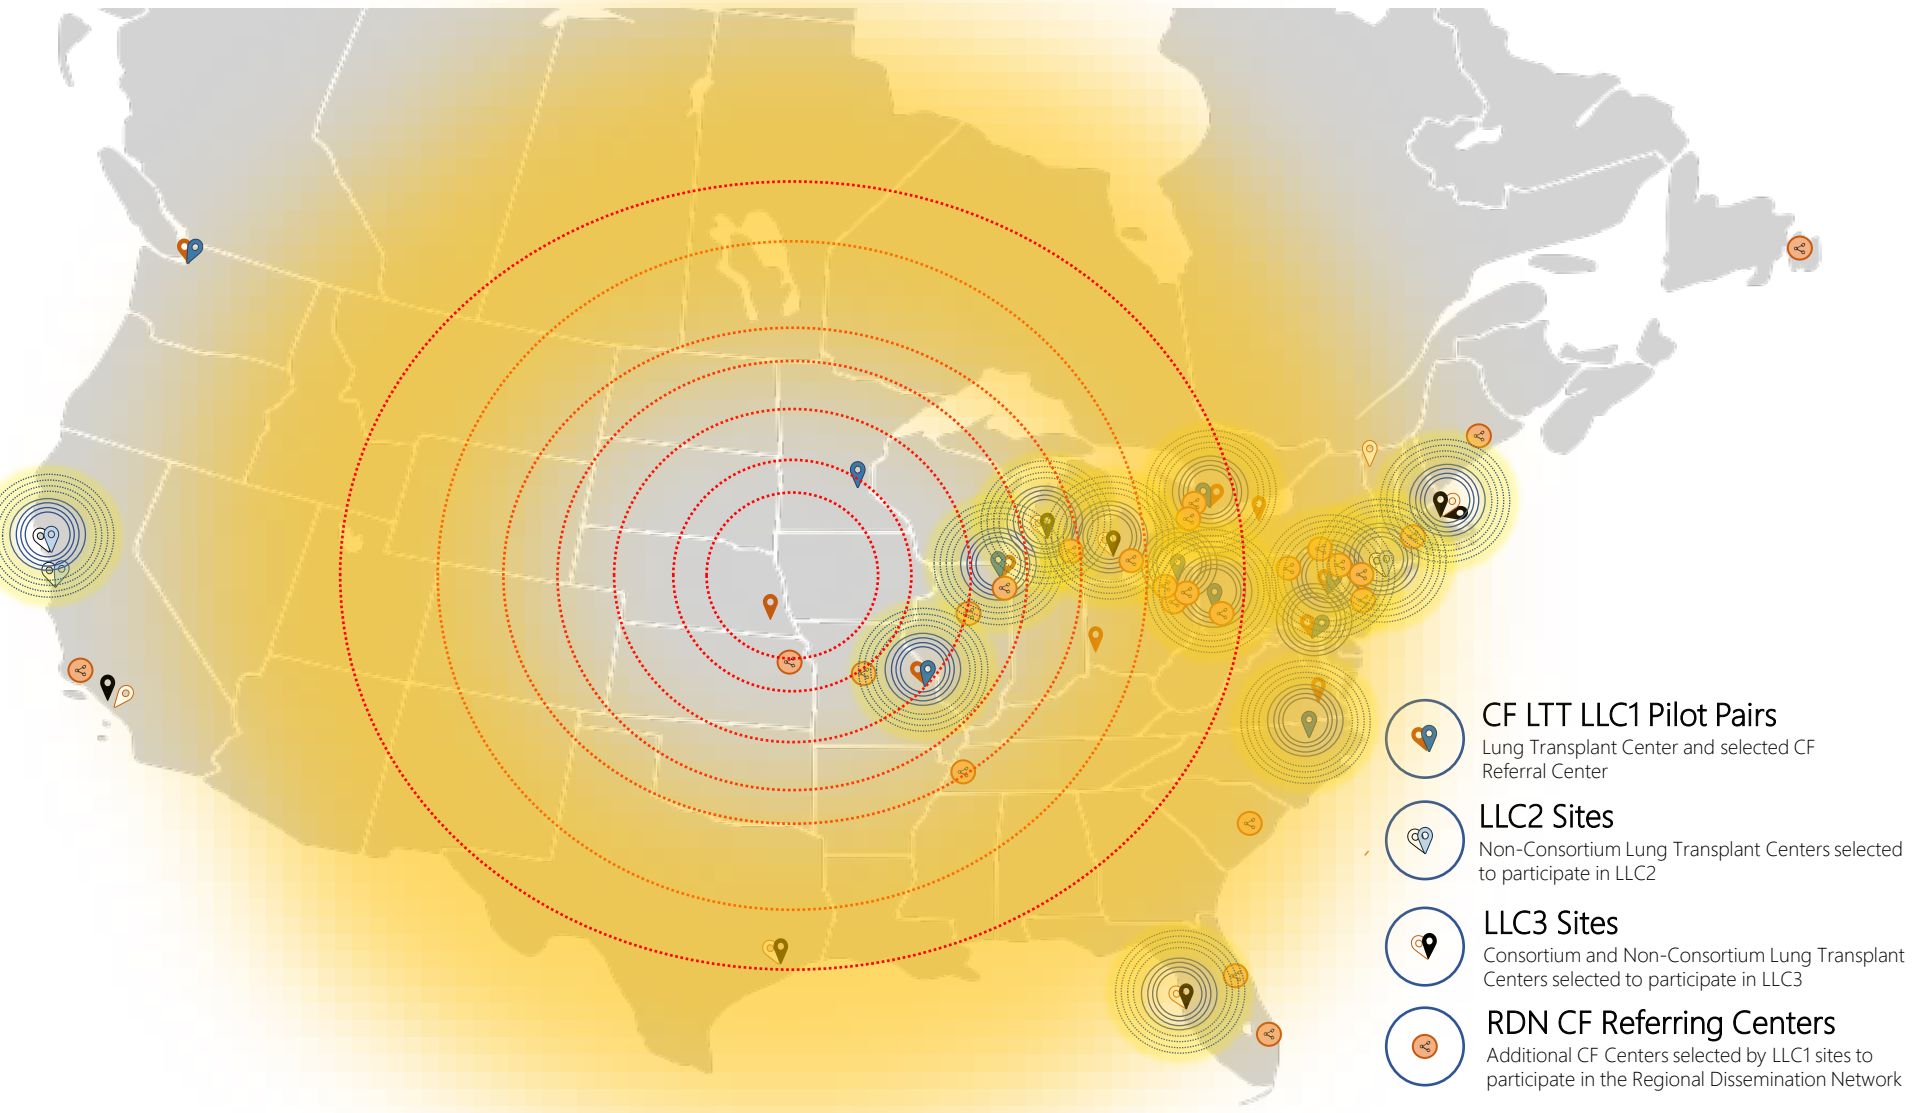 CF LTT LLC1 Pilot Pairs
Lung Transplant Center and selected CF
Referral Center
LLC2 Sites
Non-Consortium Lung Transplant Centers selected
to participate in LLC2
LLC3 Sites
Consortium and Non-Consortium Lung Transplant
Centers selected to participate in LLC3
RDN CF Referring Centers
Additional CF Centers selected by LLC1 sites to
participate in the Regional Dissemination Network